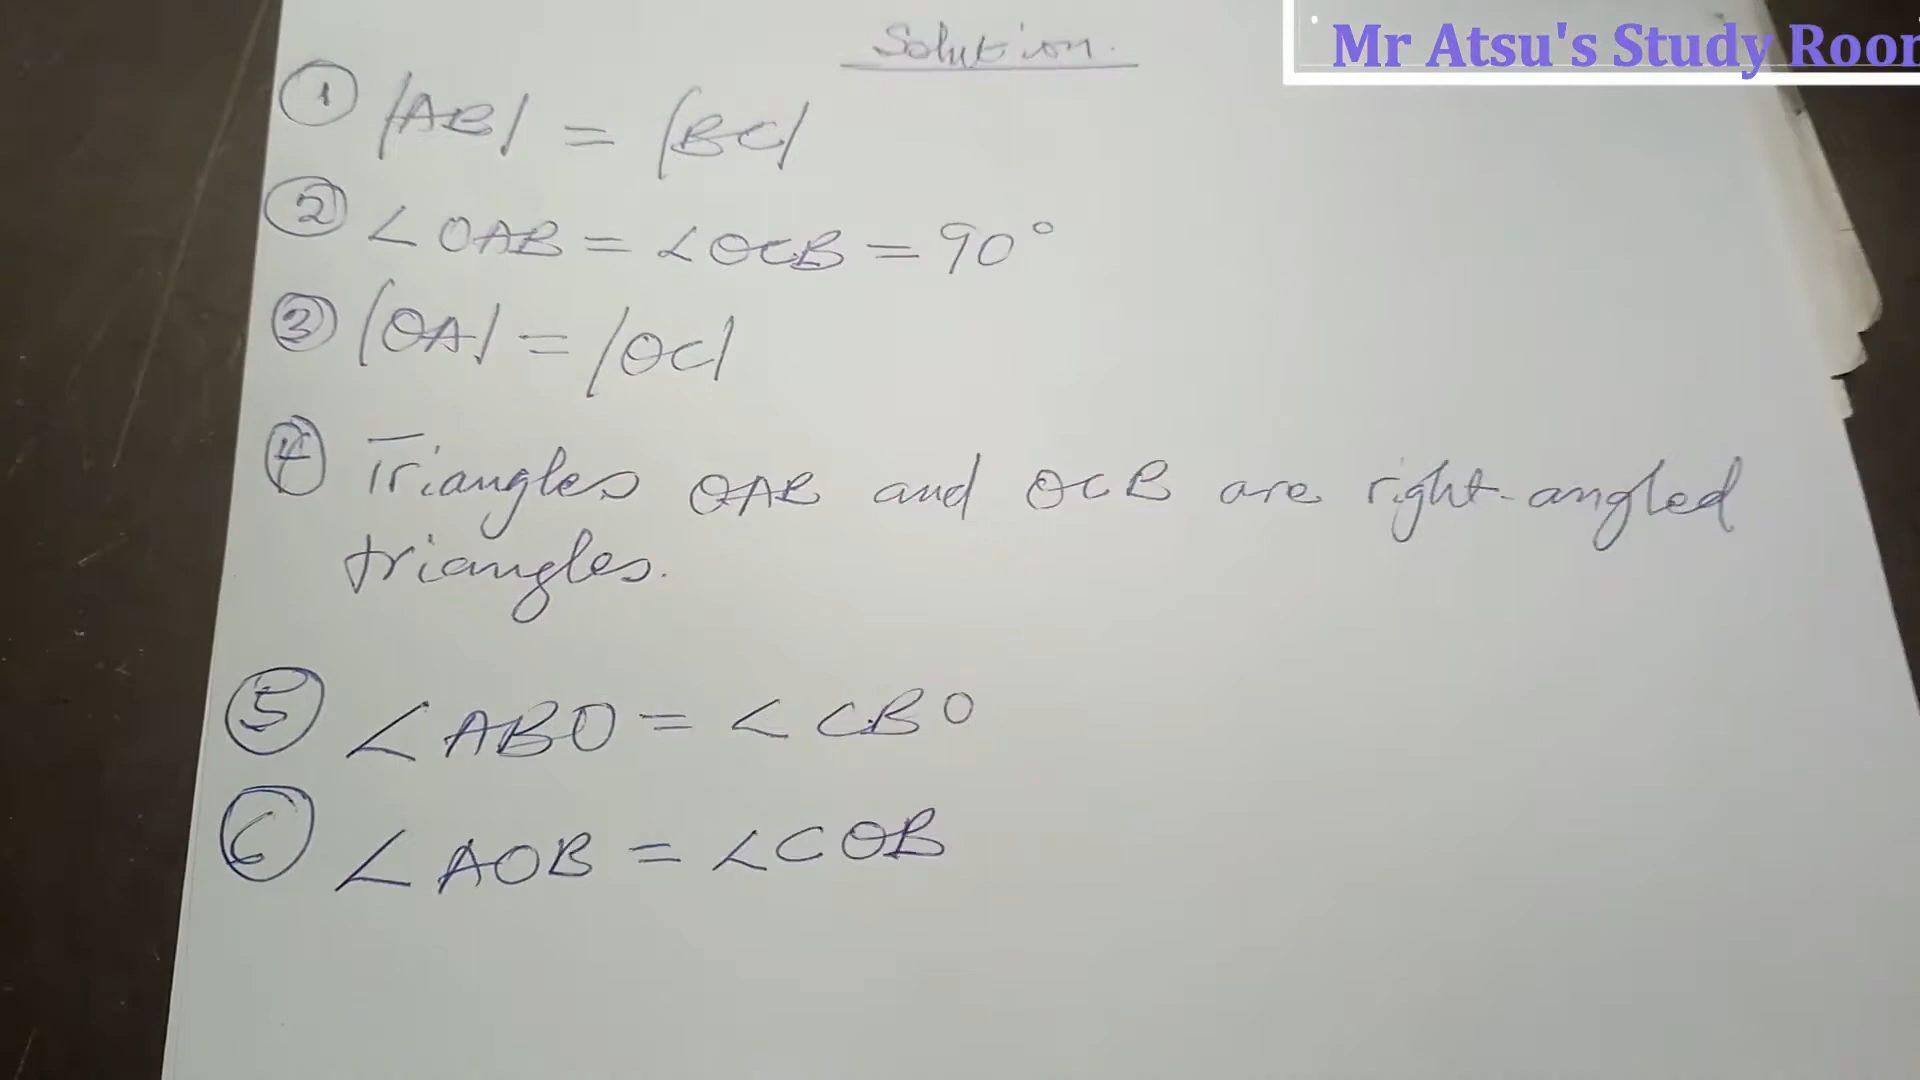 Solution.
Mr Atsu's Study Roo
① |AB| = |BC|
② ∠OAB = ∠OCB = 90°
③ |OA| = |OC|
④ Triangles OAB and OCB are right-angled
triangles.
⑤ ∠ABO = ∠CBO
⑥ ∠AOB = ∠COB